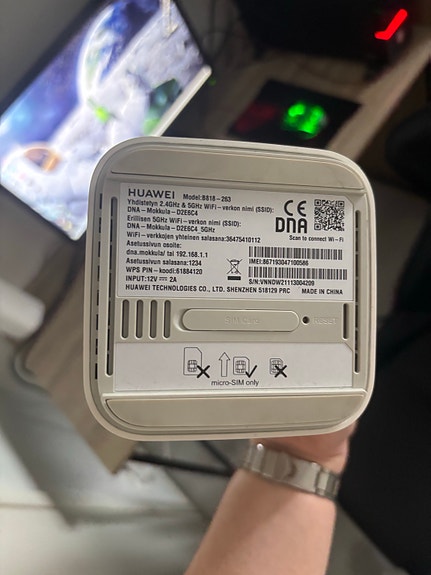 HUAWEI Model:B818-263
Yhdistetyn 2.4GHz & 5GHz WiFi-verkon nimi (SSID):
DNA-Mokkula-D2E6C4
Erillisen 5GHz WiFi-verkon nimi (SSID):
DNA-Mokkula-D2E6C4_5GHz
WiFi-verkkojen yhteinen salasana:36475410112
Asetussivun osoite:
dna.mokkula/ tai 192.168.1.1
Asetussivun salasana:1234
WPS PIN-koodi:61884120
INPUT:12V ⎓ 2A
HUAWEI TECHNOLOGIES CO., LTD. SHENZHEN 518129 PRC
CE
DNA
Scan to connect Wi-Fi
IMEI:867193047100586
S/N:VNNDW21113004209
MADE IN CHINA
RESET
micro-SIM only